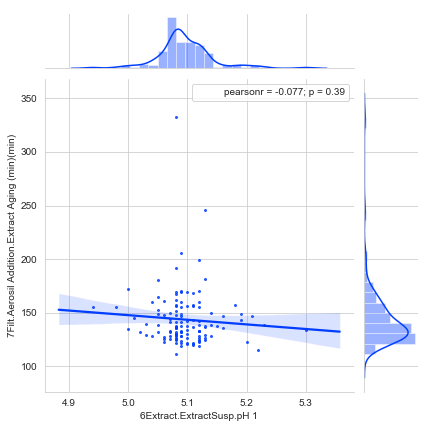 pearsonr = -0.077; p = 0.39
350
300
250
200
150
100
7Filt.Aerosil Addition.Extract Aging (min)(min)
4.9 5.0 5.1 5.2 5.3
6Extract.ExtractSusp.pH 1